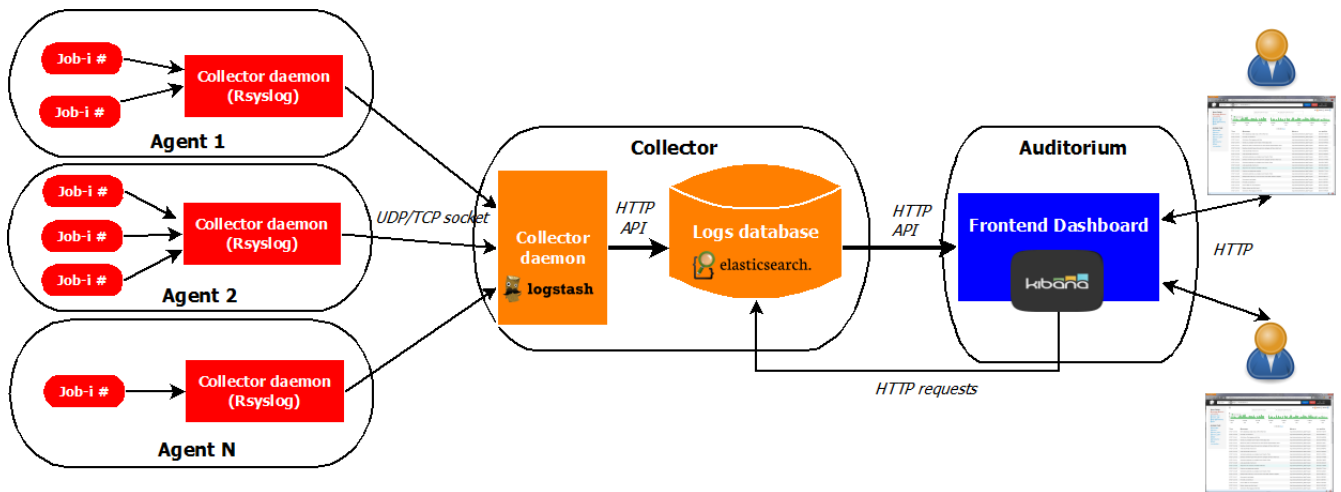 Job-i #
Job-i #
Collector daemon
(Rsyslog)
Agent 1
Job-i #
Job-i #
Job-i #
Collector daemon
(Rsyslog)
Agent 2
Job-i #
Collector daemon
(Rsyslog)
Agent N
UDP/TCP socket
Collector
Collector
daemon
logstash
HTTP
API
Logs database
elasticsearch.
HTTP
API
Auditorium
Frontend Dashboard
kibana
HTTP requests
HTTP